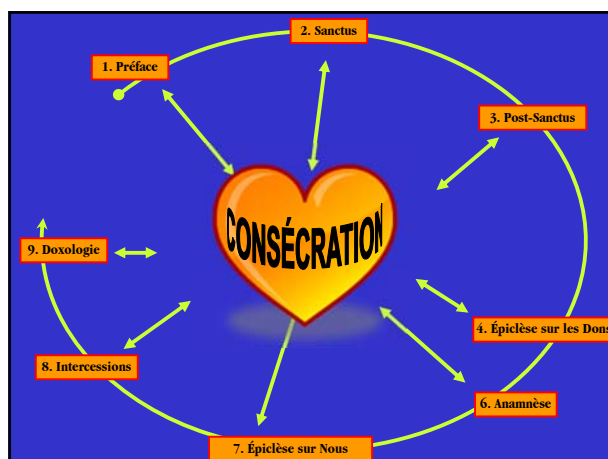 1. Préface
2. Sanctus
3. Post-Sanctus
CONSÉCRATION
4. Épiclèse sur les Dons
6. Anamnèse
7. Épiclèse sur Nous
8. Intercessions
9. Doxologie